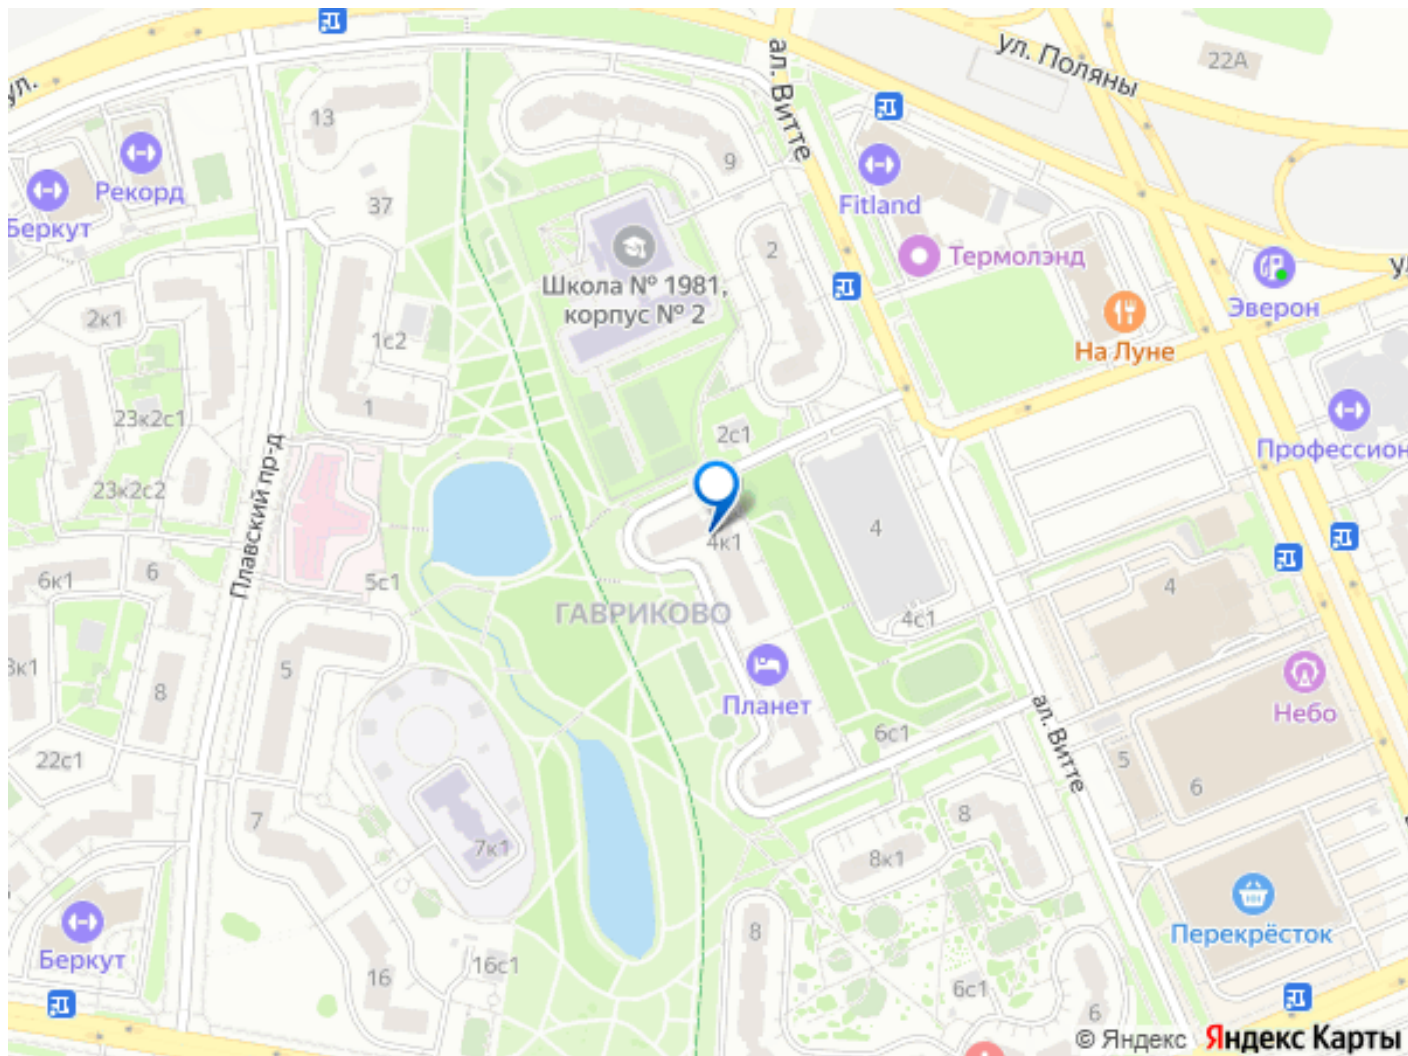 ул.
ал. Витте
ул. Поляны
22А
13
Рекорд
Беркут
37
9
Fitland
2
Термолэнд
Школа № 1981,
корпус № 2
Эверон
2к1
1с2
На Луне
1
23к2с1
2с1
Профессион
23к2с2
Плавский пр-д
4
4к1
6к1
6
5с1
ГАВРИКОВО
4с1
4
5
8
Планет
ал. Витте
Небо
6с1
22с1
5
6
7
8
7к1
8к1
Перекрёсток
8
Беркут
16
16с1
6с1
6
© Яндекс Яндекс Карты